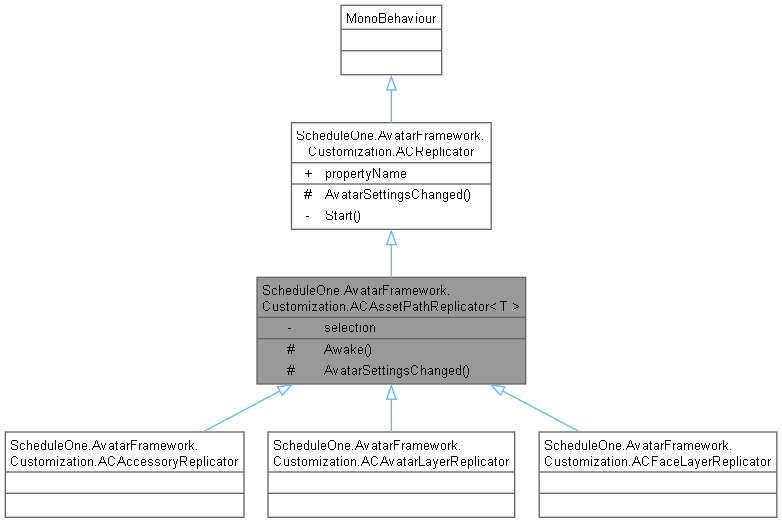 MonoBehaviour
ScheduleOne.AvatarFramework.
Customization.ACReplicator
+ propertyName
# AvatarSettingsChanged()
- Start()
ScheduleOne.AvatarFramework.
Customization.ACAssetPathReplicator< T >
- selection
# Awake()
# AvatarSettingsChanged()
ScheduleOne.AvatarFramework.
Customization.ACAccessoryReplicator
ScheduleOne.AvatarFramework.
Customization.ACAvatarLayerReplicator
ScheduleOne.AvatarFramework.
Customization.ACFaceLayerReplicator